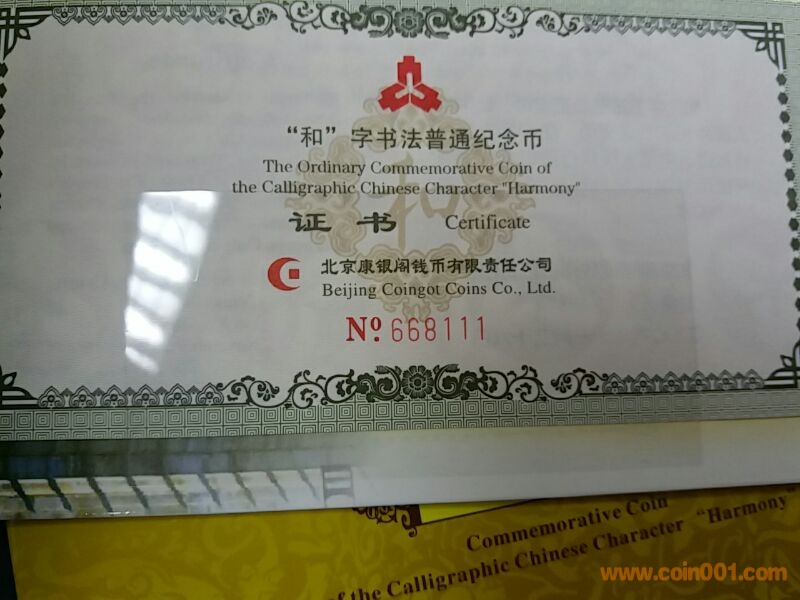 “和”字书法普通纪念币
The Ordinary Commemorative Coin of
the Calligraphic Chinese Character "Harmony"
证 书 Certificate
北京康银阁钱币有限责任公司
Beijing Coingot Coins Co., Ltd.
Nº 668111
Commemorative Coin
of the Calligraphic Chinese Character "Harmony"
www.coin001.com